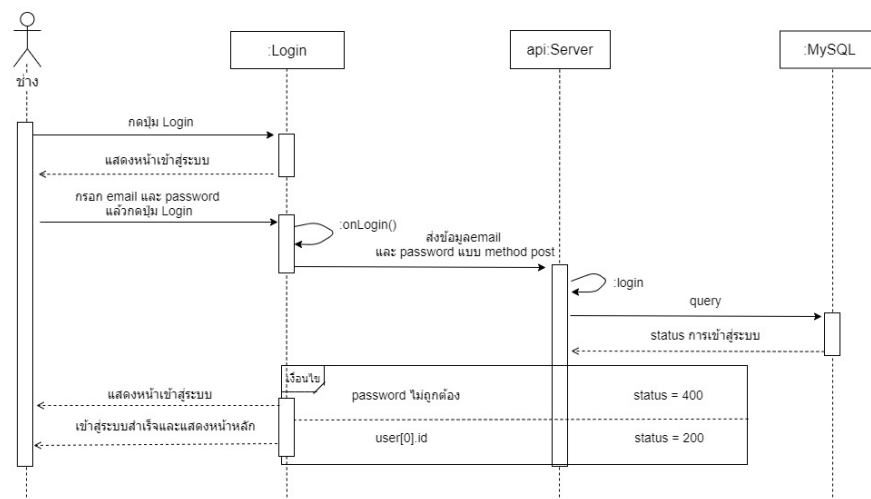 :Login
api:Server
:MySQL
ช่าง
กดปุ่ม Login
แสดงหน้าเข้าสู่ระบบ
กรอก email และ password
แล้วกดปุ่ม Login
:onLogin()
ส่งข้อมูลemail
และ password แบบ method post
:login
query
status การเข้าสู่ระบบ
เงื่อนไข
แสดงหน้าเข้าสู่ระบบ
password ไม่ถูกต้อง
status = 400
เข้าสู่ระบบสำเร็จและแสดงหน้าหลัก
user[0].id
status = 200